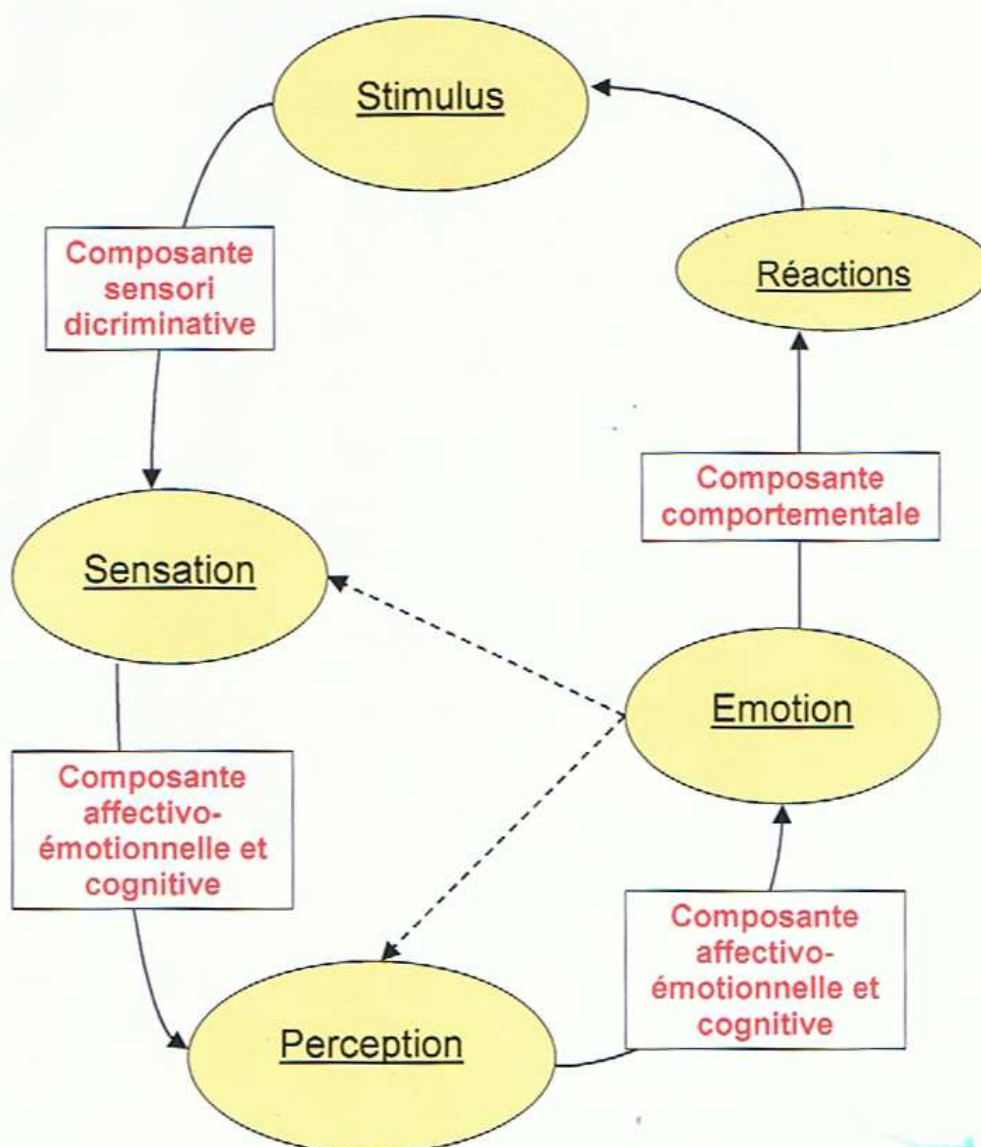 Stimulus
Composante
sensori
dicriminative
Réactions
Composante
comportementale
Sensation
Emotion
Composante
affectivo-
émotionnelle et
cognitive
Composante
affectivo-
émotionnelle et
cognitive
Perception